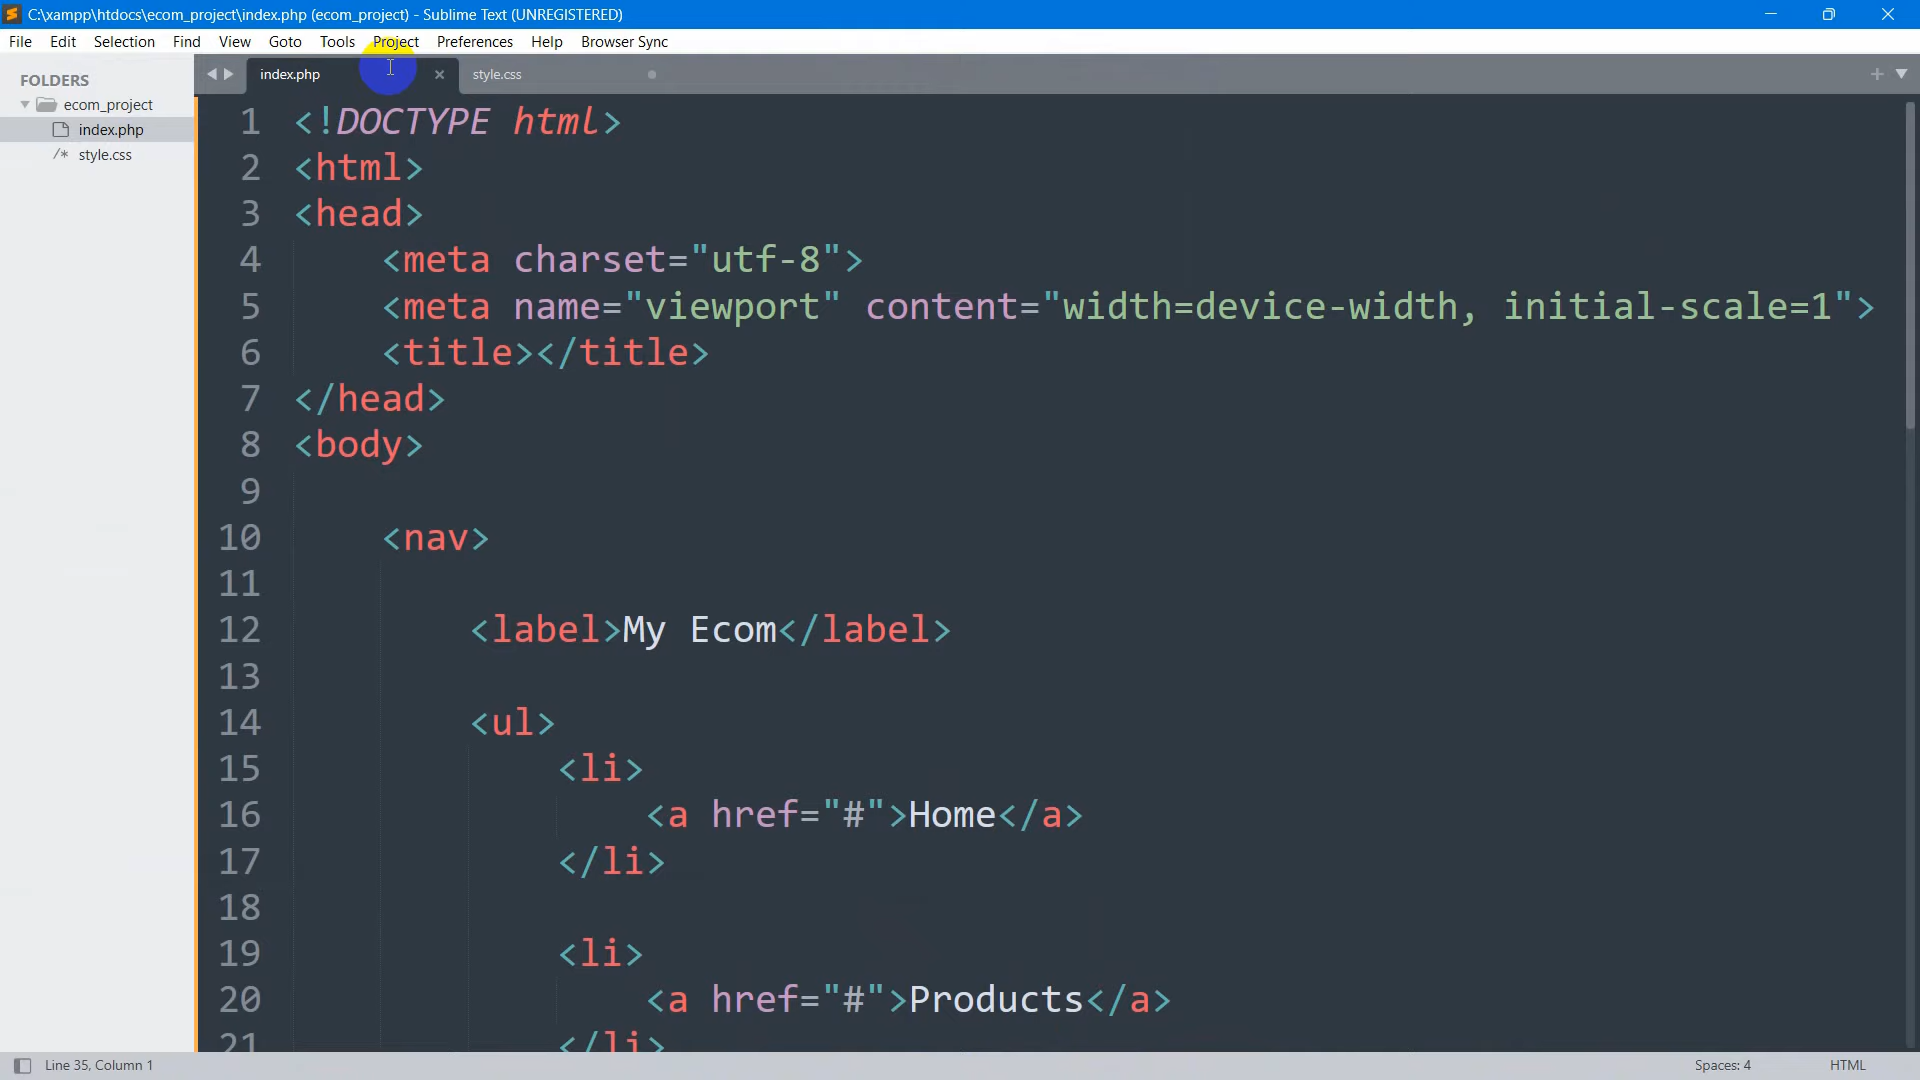 C:\xampp\htdocs\ecom_project\index.php (ecom_project) - Sublime Text (UNREGISTERED)
File Edit Selection Find View Goto Tools Project Preferences Help Browser Sync
FOLDERS
ecom_project
index.php
/* style.css
index.php × style.css
1 <!DOCTYPE html>
2 <html>
3 <head>
4 <meta charset="utf-8">
5 <meta name="viewport" content="width=device-width, initial-scale=1">
6 <title></title>
7 </head>
8 <body>
9
10 <nav>
11
12 <label>My Ecom</label>
13
14 <ul>
15 <li>
16 <a href="#">Home</a>
17 </li>
18
19 <li>
20 <a href="#">Products</a>
21 </li>
Line 35, Column 1
Spaces: 4
HTML